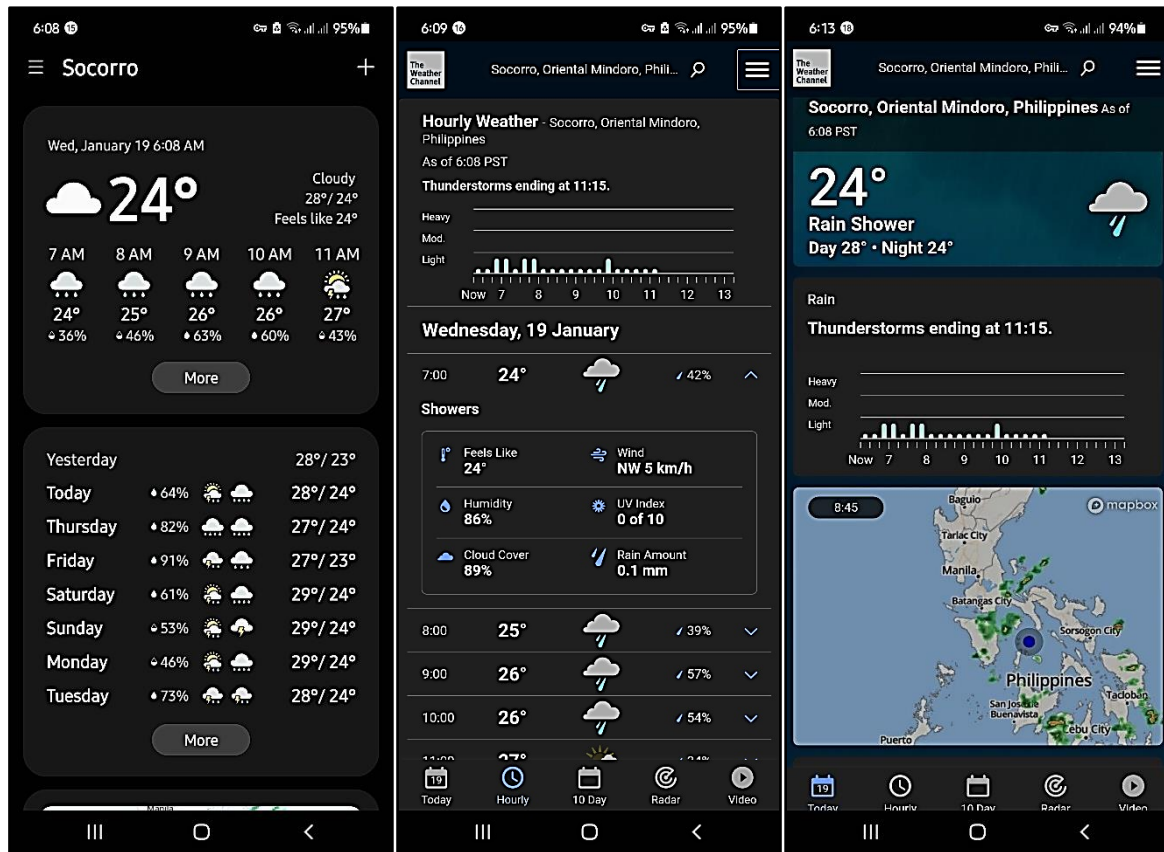 6:08 15 95%
Socorro
Wed, January 19 6:08 AM
24°
Cloudy
28°/ 24°
Feels like 24°
7 AM 8 AM 9 AM 10 AM 11 AM
24° 25° 26° 26° 27°
36% 46% 63% 60% 43%
More
Yesterday 28°/ 23°
Today 64% 28°/ 24°
Thursday 82% 27°/ 24°
Friday 91% 27°/ 23°
Saturday 61% 29°/ 24°
Sunday 53% 29°/ 24°
Monday 46% 29°/ 24°
Tuesday 73% 28°/ 24°
More
Manila
6:09 16 95%
The
Weather
Channel
Socorro, Oriental Mindoro, Phili...
Hourly Weather - Socorro, Oriental Mindoro,
Philippines
As of 6:08 PST
Thunderstorms ending at 11:15.
Heavy
Mod.
Light
Now 7 8 9 10 11 12 13
Wednesday, 19 January
7:00 24° 42%
Showers
Feels Like
24°
Wind
NW 5 km/h
Humidity
86%
UV Index
0 of 10
Cloud Cover
89%
Rain Amount
0.1 mm
8:00 25° 39%
9:00 26° 57%
10:00 26° 54%
11:00 27° 34%
19
Today Hourly 10 Day Radar Video
6:13 18 94%
The
Weather
Channel
Socorro, Oriental Mindoro, Phili...
Socorro, Oriental Mindoro, Philippines As of
6:08 PST
24°
Rain Shower
Day 28° • Night 24°
Rain
Thunderstorms ending at 11:15.
Heavy
Mod.
Light
Now 7 8 9 10 11 12 13
8:45
mapbox
Baguio
Tarlac City
Manila
Batangas City
Sorsogon City
Philippines
San Jose de
Buenavista
Tacloban
Cebu City
Puerto
19
Today Hourly 10 Day Radar Video